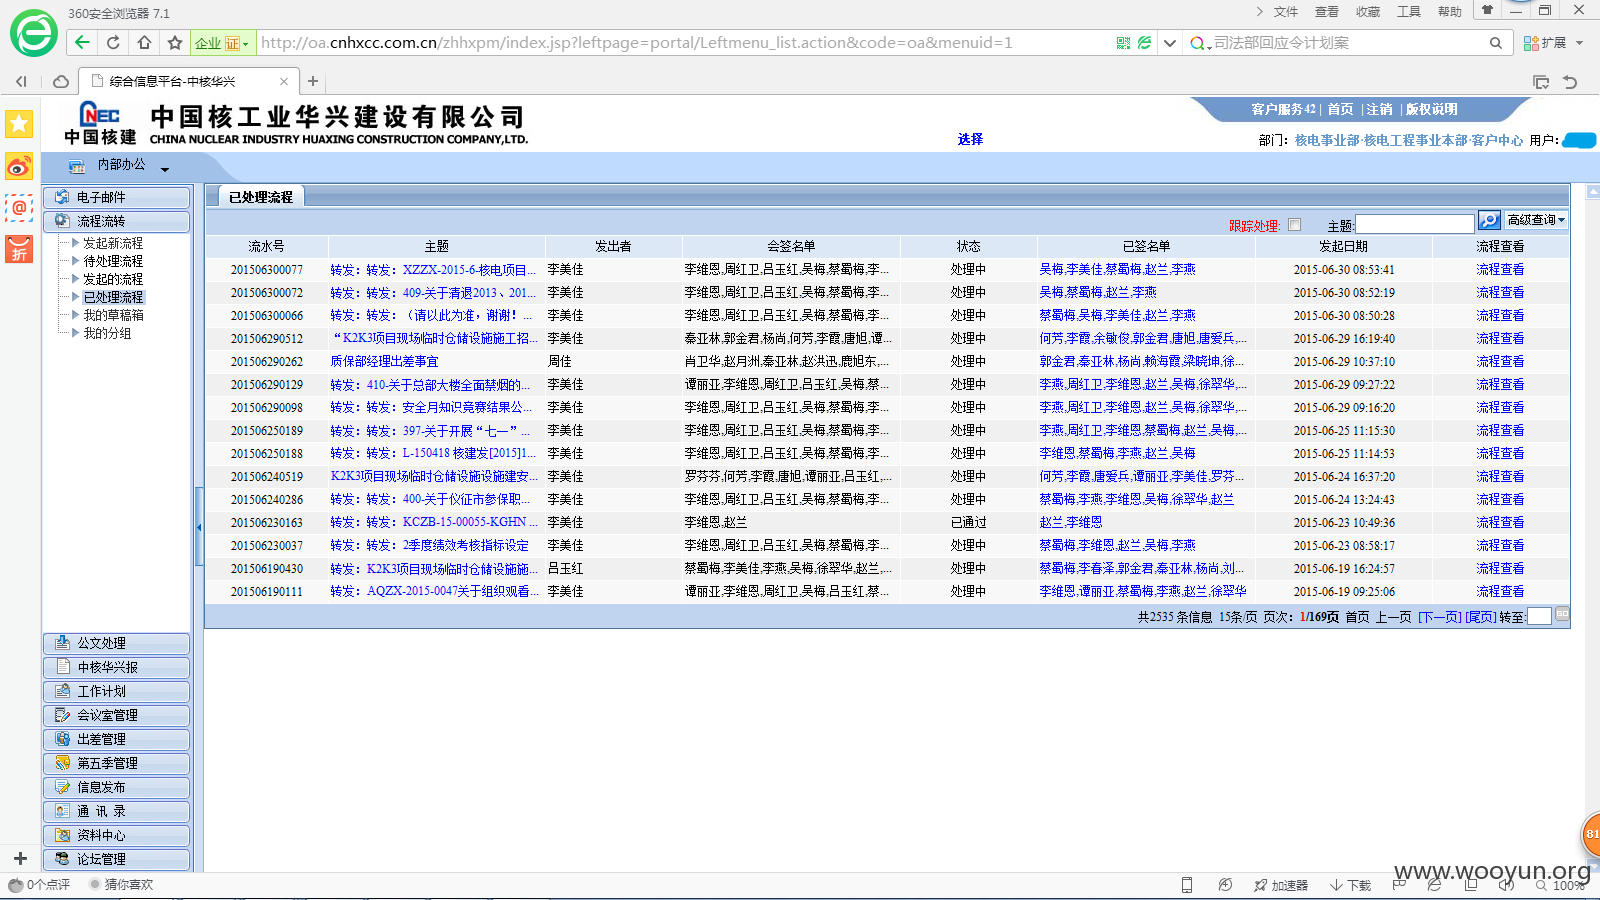 360安全浏览器 7.1
文件 查看 收藏 工具 帮助
企业 证 http://oa.cnhxcc.com.cn/zhhxpm/index.jsp?leftpage=portal/Leftmenu_list.action&code=oa&menuid=1 司法部回应令计划案 扩展
综合信息平台-中核华兴
CNEC 中国核建
中国核工业华兴建设有限公司
CHINA NUCLEAR INDUSTRY HUAXING CONSTRUCTION COMPANY,LTD.
选择
客户服务42 | 首页 | 注销 | 版权说明
部门: 核电事业部·核电工程事业本部·客户中心 用户:
内部办公
电子邮件
流程流转
发起新流程
待处理流程
发起的流程
已处理流程
我的草稿箱
我的分组
公文处理
中核华兴报
工作计划
会议室管理
出差管理
第五季管理
信息发布
通 讯 录
资料中心
论坛管理
已处理流程
跟踪处理: 主题: 高级查询
流水号 主题 发出者 会签名单 状态 已签名单 发起日期 流程查看
201506300077 转发：转发：XZZX-2015-6-核电项目... 李美佳 李维恩,周红卫,吕玉红,吴梅,蔡蜀梅,李... 处理中 吴梅,李美佳,蔡蜀梅,赵兰,李燕 2015-06-30 08:53:41 流程查看
201506300072 转发：转发：409-关于清退2013、201... 李美佳 李维恩,周红卫,吕玉红,吴梅,蔡蜀梅,李... 处理中 吴梅,蔡蜀梅,赵兰,李燕 2015-06-30 08:52:19 流程查看
201506300066 转发：转发：（请以此为准，谢谢！... 李美佳 李维恩,周红卫,吕玉红,吴梅,蔡蜀梅,李... 处理中 蔡蜀梅,吴梅,李美佳,赵兰,李燕 2015-06-30 08:50:28 流程查看
201506290512 “K2K3项目现场临时仓储设施施工招... 李美佳 秦亚林,郭金君,杨尚,何芳,李霞,唐旭,谭... 处理中 何芳,李霞,余敏俊,郭金君,唐旭,唐爱兵,... 2015-06-29 16:19:40 流程查看
201506290262 质保部经理出差事宜 周佳 肖卫华,赵月洲,秦亚林,赵洪迅,鹿旭东,... 处理中 郭金君,秦亚林,杨尚,赖海霞,梁晓坤,徐... 2015-06-29 10:37:10 流程查看
201506290129 转发：410-关于总部大楼全面禁烟的... 李美佳 谭丽亚,李维恩,周红卫,吕玉红,吴梅,蔡... 处理中 李燕,周红卫,李维恩,赵兰,吴梅,徐翠华,... 2015-06-29 09:27:22 流程查看
201506290098 转发：转发：安全月知识竞赛结果公... 李美佳 李维恩,周红卫,吕玉红,吴梅,蔡蜀梅,李... 处理中 李燕,周红卫,李维恩,赵兰,吴梅,徐翠华,... 2015-06-29 09:16:20 流程查看
201506250189 转发：转发：397-关于开展“七一”... 李美佳 李维恩,周红卫,吕玉红,吴梅,蔡蜀梅,李... 处理中 李燕,周红卫,李维恩,蔡蜀梅,赵兰,吴梅,... 2015-06-25 11:15:30 流程查看
201506250188 转发：转发：L-150418 核建发[2015]1... 李美佳 李维恩,周红卫,吕玉红,吴梅,蔡蜀梅,李... 处理中 李维恩,蔡蜀梅,李燕,赵兰,吴梅 2015-06-25 11:14:53 流程查看
201506240519 K2K3项目现场临时仓储设施设施建安... 李美佳 罗芬芬,何芳,李霞,唐旭,谭丽亚,吕玉红,... 处理中 何芳,李霞,唐爱兵,谭丽亚,李美佳,罗芬... 2015-06-24 16:37:20 流程查看
201506240286 转发：转发：400-关于仪征市参保职... 李美佳 李维恩,周红卫,吕玉红,吴梅,蔡蜀梅,李... 处理中 蔡蜀梅,李燕,李维恩,吴梅,徐翠华,赵兰 2015-06-24 13:24:43 流程查看
201506230163 转发：转发：KCZB-15-00055-KGHN ... 李美佳 李维恩,赵兰 已通过 赵兰,李维恩 2015-06-23 10:49:36 流程查看
201506230037 转发：转发：2季度绩效考核指标设定 李美佳 李维恩,周红卫,吕玉红,吴梅,蔡蜀梅,李... 处理中 蔡蜀梅,李维恩,赵兰,吴梅,李燕 2015-06-23 08:58:17 流程查看
201506190430 转发：K2K3项目现场临时仓储设施施... 吕玉红 蔡蜀梅,李美佳,李燕,吴梅,徐翠华,赵兰,... 处理中 蔡蜀梅,李春泽,郭金君,秦亚林,杨尚,刘... 2015-06-19 16:24:57 流程查看
201506190111 转发：AQZX-2015-0047关于组织观看... 李美佳 谭丽亚,李维恩,周红卫,吴梅,吕玉红,蔡... 处理中 李维恩,谭丽亚,蔡蜀梅,李燕,赵兰,徐翠华 2015-06-19 09:25:06 流程查看
共2535 条信息 15条/页 页次：1/169页 首页 上一页 [下一页] [尾页] 转至:
81
www.wooyun.org
0个点评 猜你喜欢 加速器 下载 100%